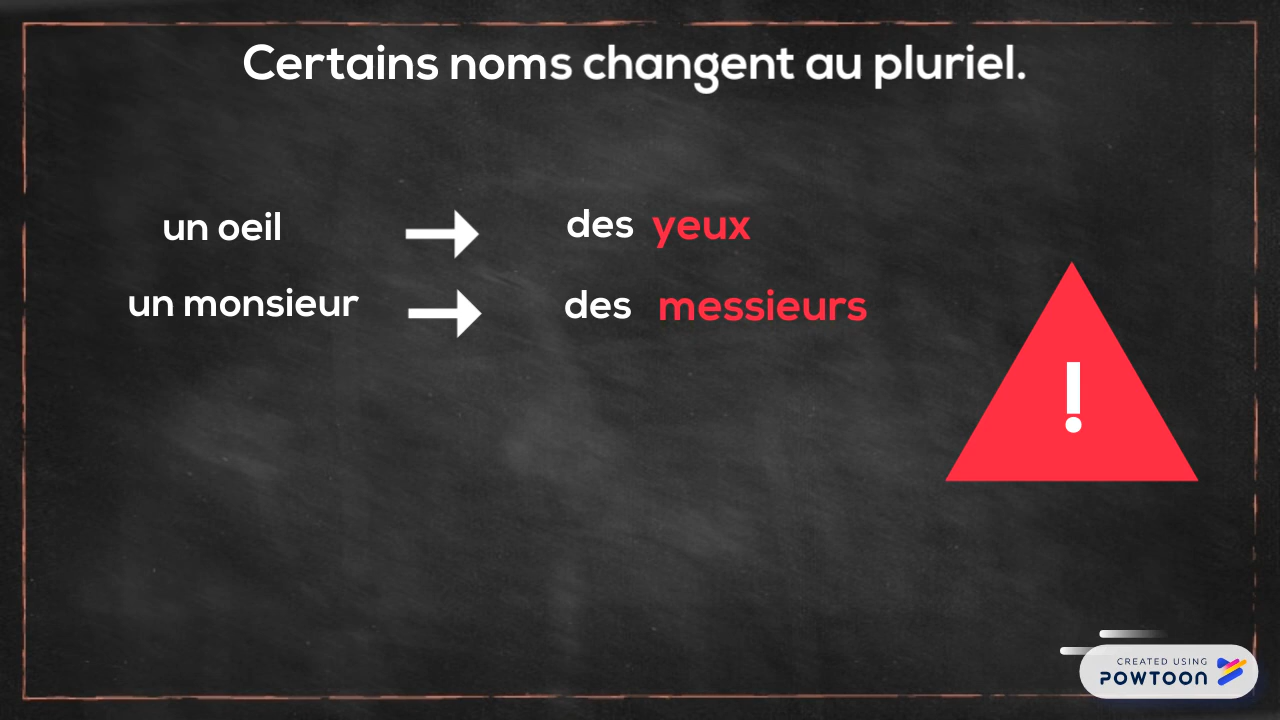 Certains noms changent au pluriel.
un oeil des yeux
un monsieur des messieurs
!
CREATED USING
POWTOON